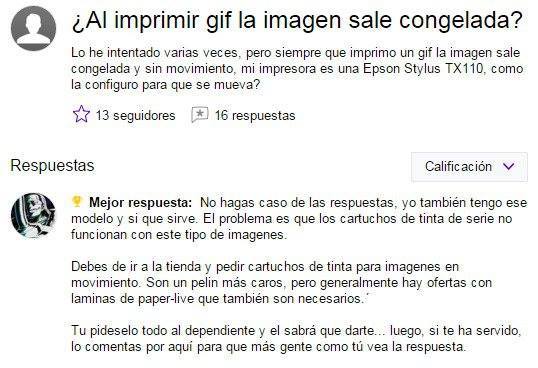 ¿Al imprimir gif la imagen sale congelada?
Lo he intentado varias veces, pero siempre que imprimo un gif la imagen sale
congelada y sin movimiento, mi impresora es una Epson Stylus TX110, como
la configuro para que se mueva?
13 seguidores 16 respuestas
Respuestas Calificación
Mejor respuesta: No hagas caso de las respuestas, yo también tengo ese
modelo y si que sirve. El problema es que los cartuchos de tinta de serie no
funcionan con este tipo de imagenes.
Debes de ir a la tienda y pedir cartuchos de tinta para imagenes en
movimiento. Son un pelin más caros, pero generalmente hay ofertas con
laminas de paper-live que también son necesarios.´
Tu pideselo todo al dependiente y el sabrá que darte... luego, si te ha servido,
lo comentas por aquí para que más gente como tú vea la respuesta.